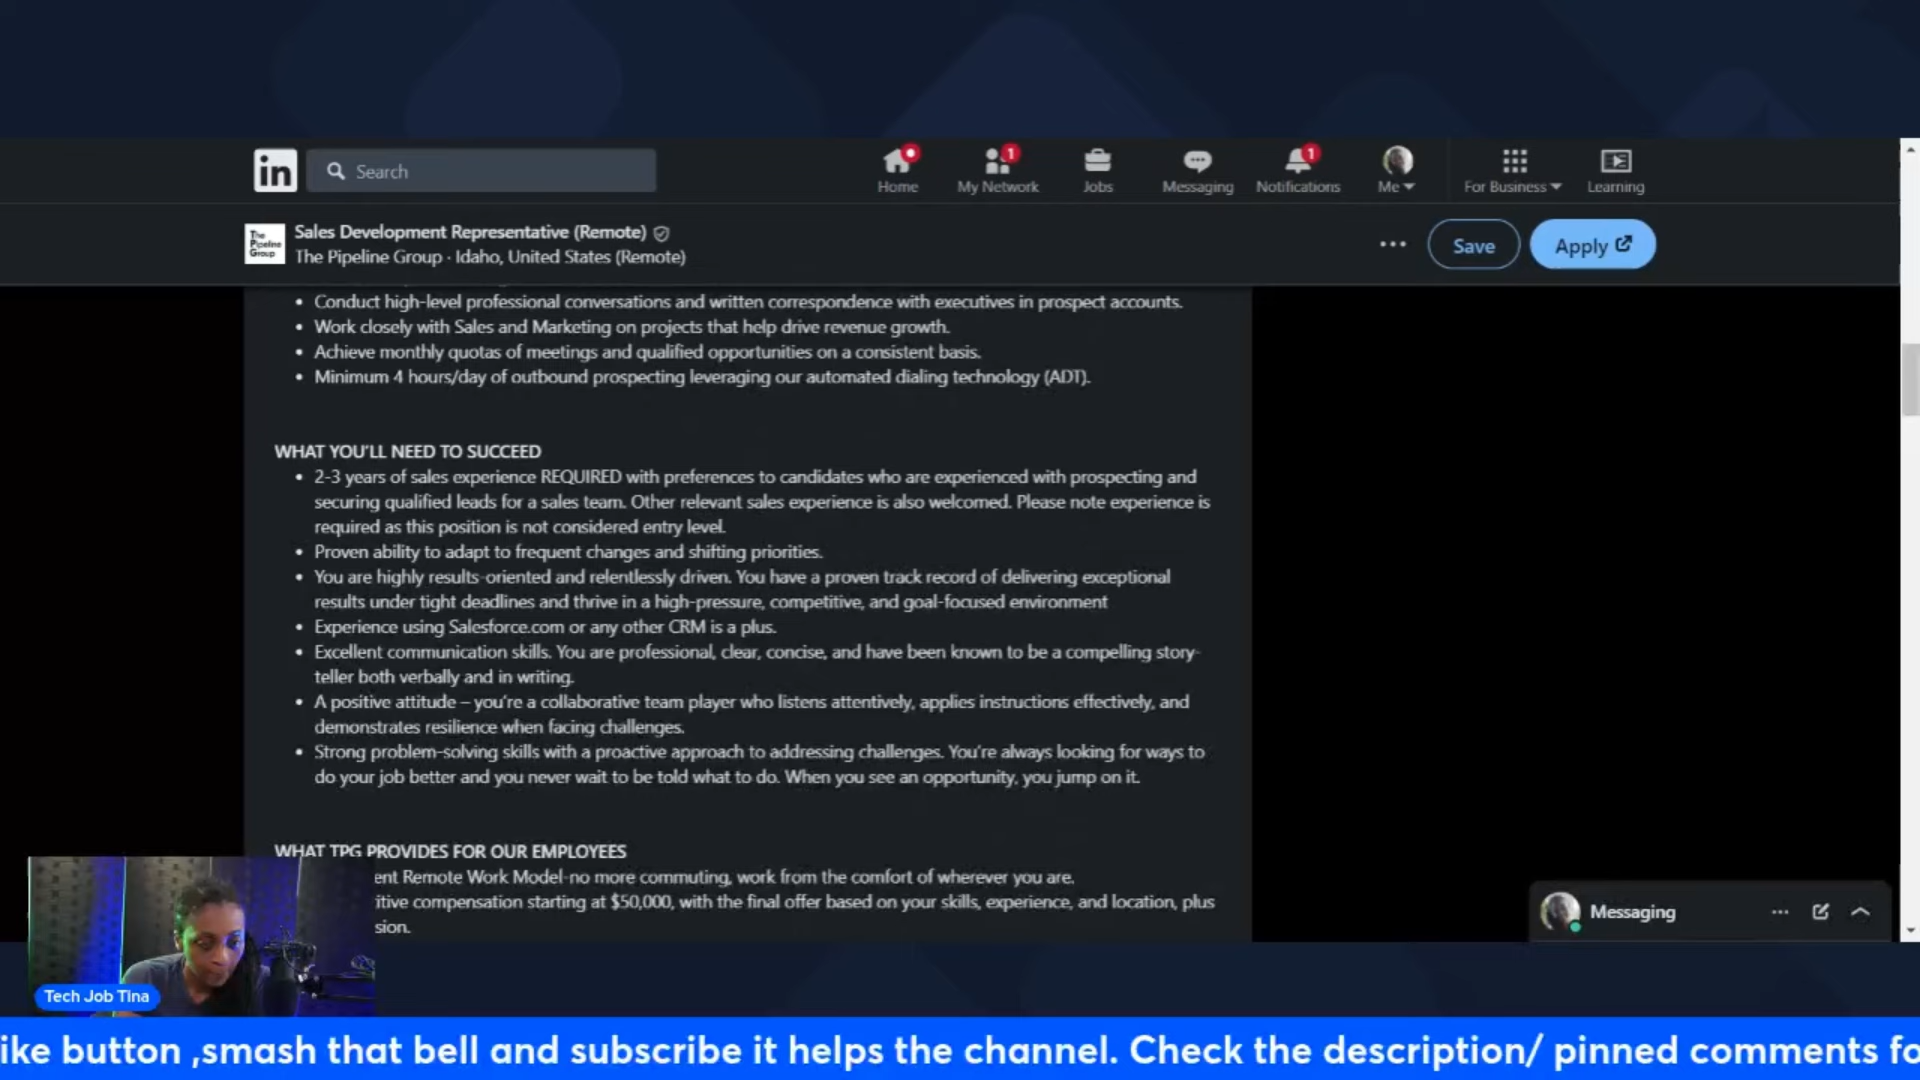 in
Search
Home
1
My Network
Jobs
Messaging
1
Notifications
Me
For Business
Learning
The
Pipeline
Group
Sales Development Representative (Remote)
The Pipeline Group · Idaho, United States (Remote)
Save
Apply
• Conduct high-level professional conversations and written correspondence with executives in prospect accounts.
• Work closely with Sales and Marketing on projects that help drive revenue growth.
• Achieve monthly quotas of meetings and qualified opportunities on a consistent basis.
• Minimum 4 hours/day of outbound prospecting leveraging our automated dialing technology (ADT).
WHAT YOU'LL NEED TO SUCCEED
• 2-3 years of sales experience REQUIRED with preferences to candidates who are experienced with prospecting and
securing qualified leads for a sales team. Other relevant sales experience is also welcomed. Please note experience is
required as this position is not considered entry level.
• Proven ability to adapt to frequent changes and shifting priorities.
• You are highly results-oriented and relentlessly driven. You have a proven track record of delivering exceptional
results under tight deadlines and thrive in a high-pressure, competitive, and goal-focused environment
• Experience using Salesforce.com or any other CRM is a plus.
• Excellent communication skills. You are professional, clear, concise, and have been known to be a compelling story-
teller both verbally and in writing.
• A positive attitude – you're a collaborative team player who listens attentively, applies instructions effectively, and
demonstrates resilience when facing challenges.
• Strong problem-solving skills with a proactive approach to addressing challenges. You're always looking for ways to
do your job better and you never wait to be told what to do. When you see an opportunity, you jump on it.
WHAT TPG PROVIDES FOR OUR EMPLOYEES
ent Remote Work Model-no more commuting, work from the comfort of wherever you are.
itive compensation starting at $50,000, with the final offer based on your skills, experience, and location, plus
sion.
Messaging
Tech Job Tina
ike button ,smash that bell and subscribe it helps the channel. Check the description/ pinned comments fo